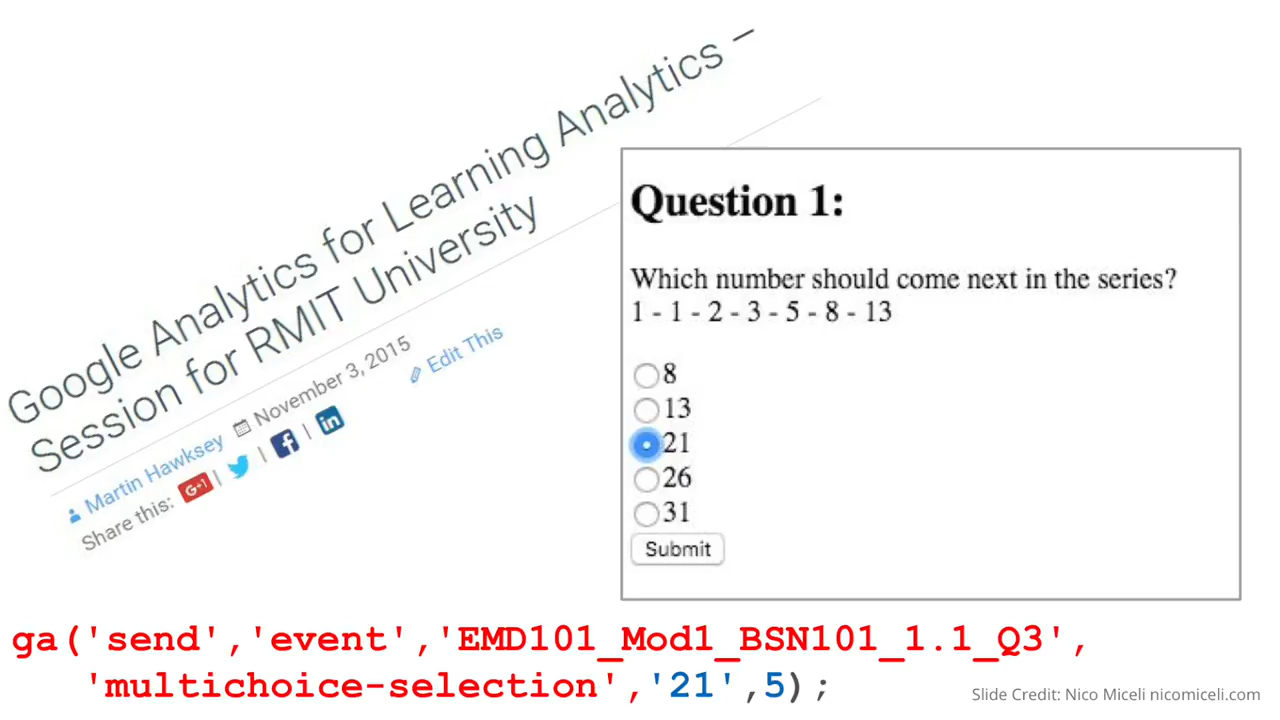 Google Analytics for Learning Analytics –
Session for RMIT University
Martin Hawksey November 3, 2015 Edit This
Share this: G+1 | | f | in
Question 1:
Which number should come next in the series?
1 - 1 - 2 - 3 - 5 - 8 - 13
8
13
21
26
31
Submit
ga('send','event','EMD101_Mod1_BSN101_1.1_Q3',
'multichoice-selection','21',5);
Slide Credit: Nico Miceli nicomiceli.com